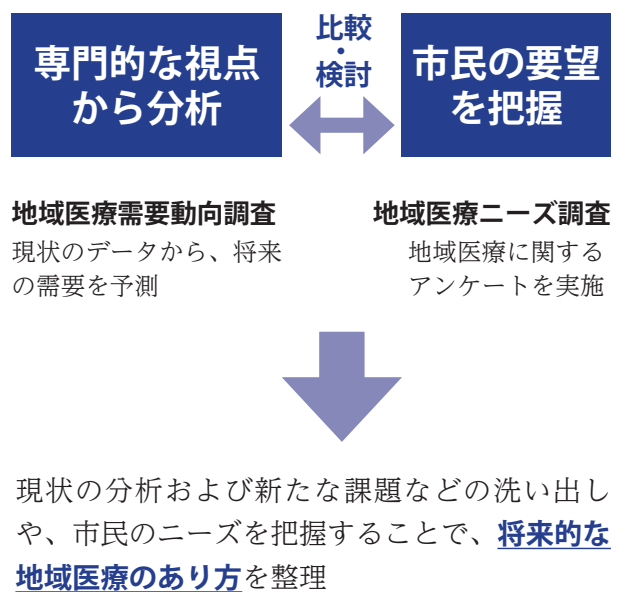 専門的な視点
から分析
比較
・
検討
市民の要望
を把握
地域医療需要動向調査
現状のデータから、将来
の需要を予測
地域医療ニーズ調査
地域医療に関する
アンケートを実施
現状の分析および新たな課題などの洗い出し
や、市民のニーズを把握することで、将来的な
地域医療のあり方を整理